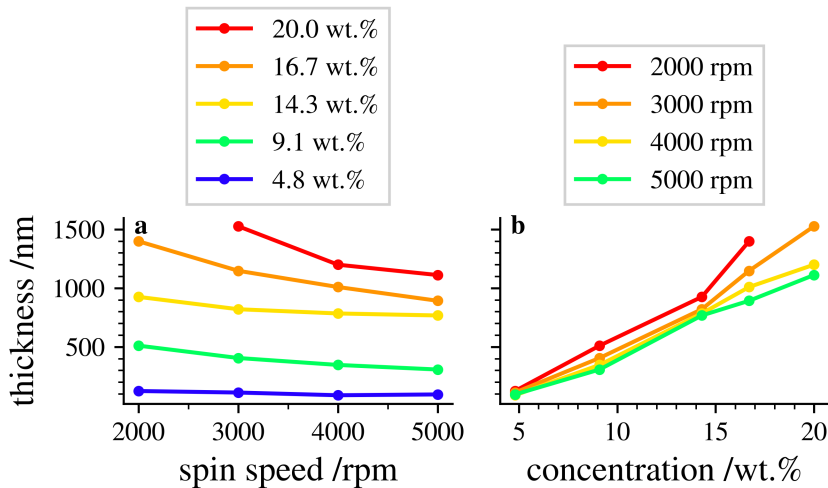 20.0 wt.%
16.7 wt.%
14.3 wt.%
9.1 wt.%
4.8 wt.%
2000 rpm
3000 rpm
4000 rpm
5000 rpm
a
b
1500
1000
500
thickness /nm
2000 3000 4000 5000
spin speed /rpm
5 10 15 20
concentration /wt.%